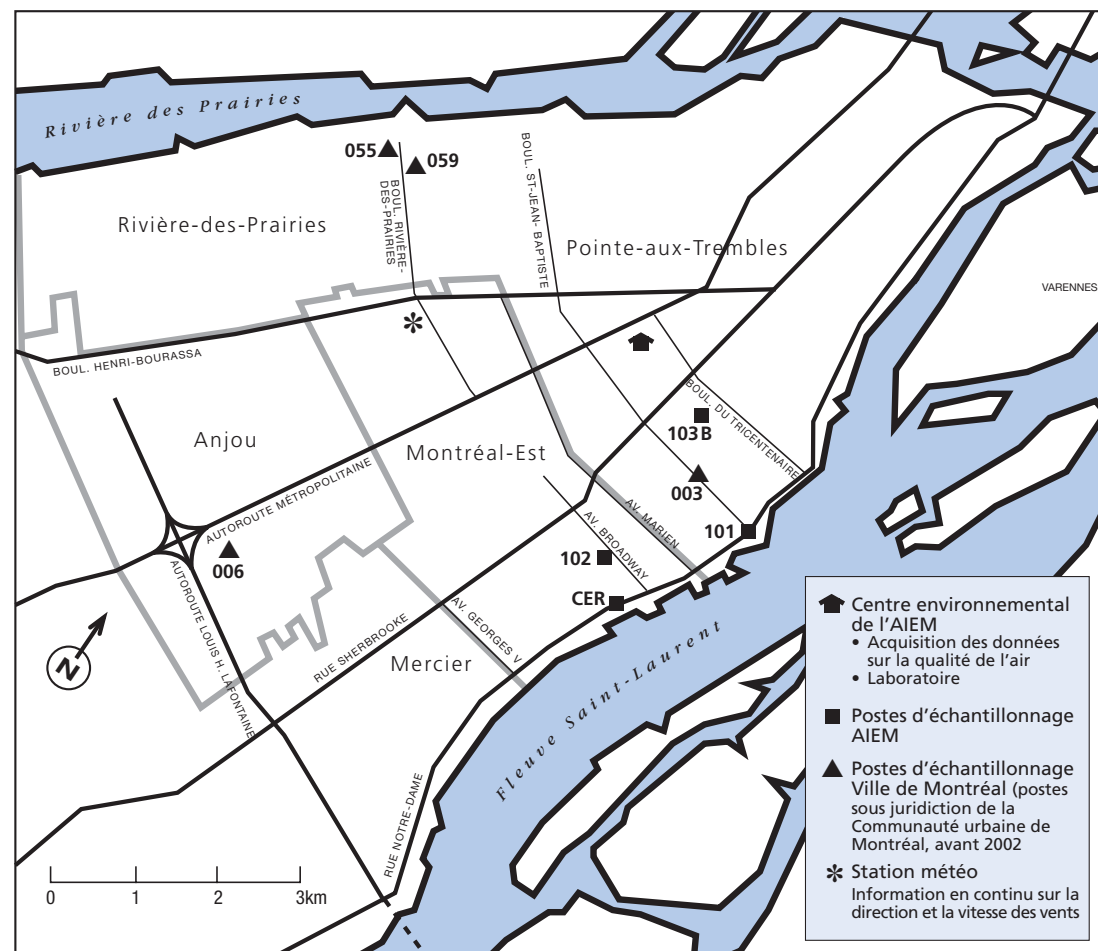 Rivière des Prairies
055
059
BOUL. RIVIÈRE-
DES-PRAIRIES
BOUL. ST-JEAN- BAPTISTE
Rivière-des-Prairies
Pointe-aux-Trembles
VARENNES
BOUL. HENRI-BOURASSA
Anjou
Montréal-Est
103B
BOUL. DU TRICENTENAIRE
003
AUTOROUTE MÉTROPOLITAINE
AV. MARIEN
101
AV. BROADWAY
006
102
CER
AUTOROUTE LOUIS H. LAFONTAINE
AV. GEORGES V
RUE SHERBROOKE
Mercier
N
Fleuve Saint-Laurent
RUE NOTRE-DAME
0
1
2
3km
Centre environnemental
de l'AIEM
• Acquisition des données
sur la qualité de l'air
• Laboratoire
Postes d'échantillonnage
AIEM
Postes d'échantillonnage
Ville de Montréal (postes
sous juridiction de la
Communauté urbaine de
Montréal, avant 2002
Station météo
Information en continu sur la
direction et la vitesse des vents